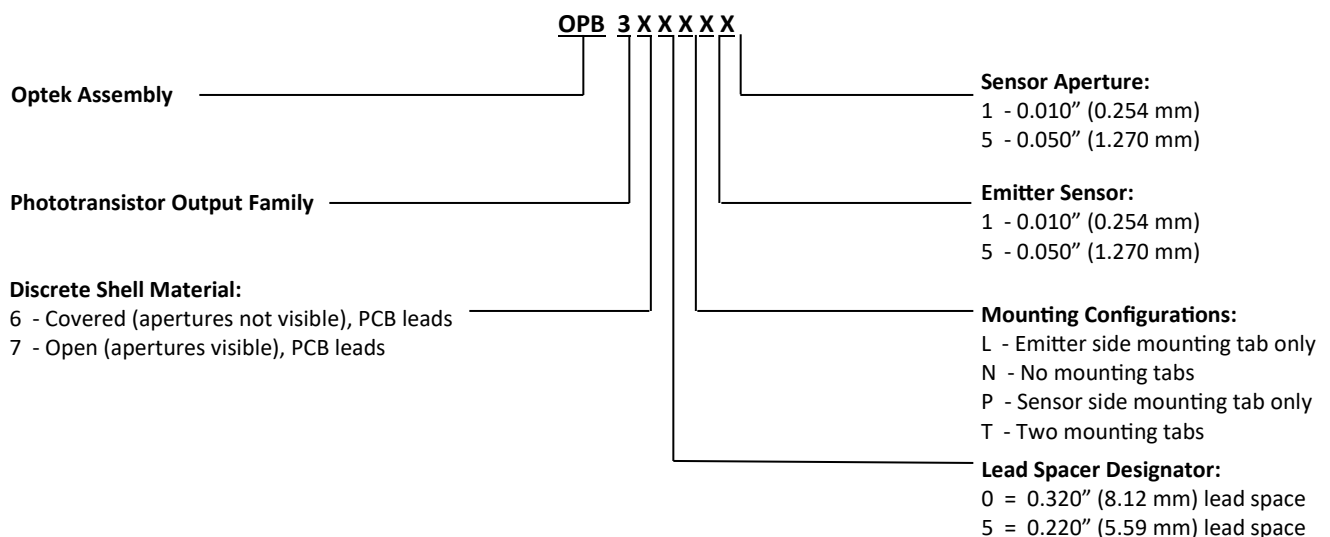 OPB 3 X X X X X
Optek Assembly
Phototransistor Output Family
Discrete Shell Material:
6 - Covered (apertures not visible), PCB leads
7 - Open (apertures visible), PCB leads
Sensor Aperture:
1 - 0.010” (0.254 mm)
5 - 0.050” (1.270 mm)
Emitter Sensor:
1 - 0.010” (0.254 mm)
5 - 0.050” (1.270 mm)
Mounting Configurations:
L - Emitter side mounting tab only
N - No mounting tabs
P - Sensor side mounting tab only
T - Two mounting tabs
Lead Spacer Designator:
0 = 0.320” (8.12 mm) lead space
5 = 0.220” (5.59 mm) lead space